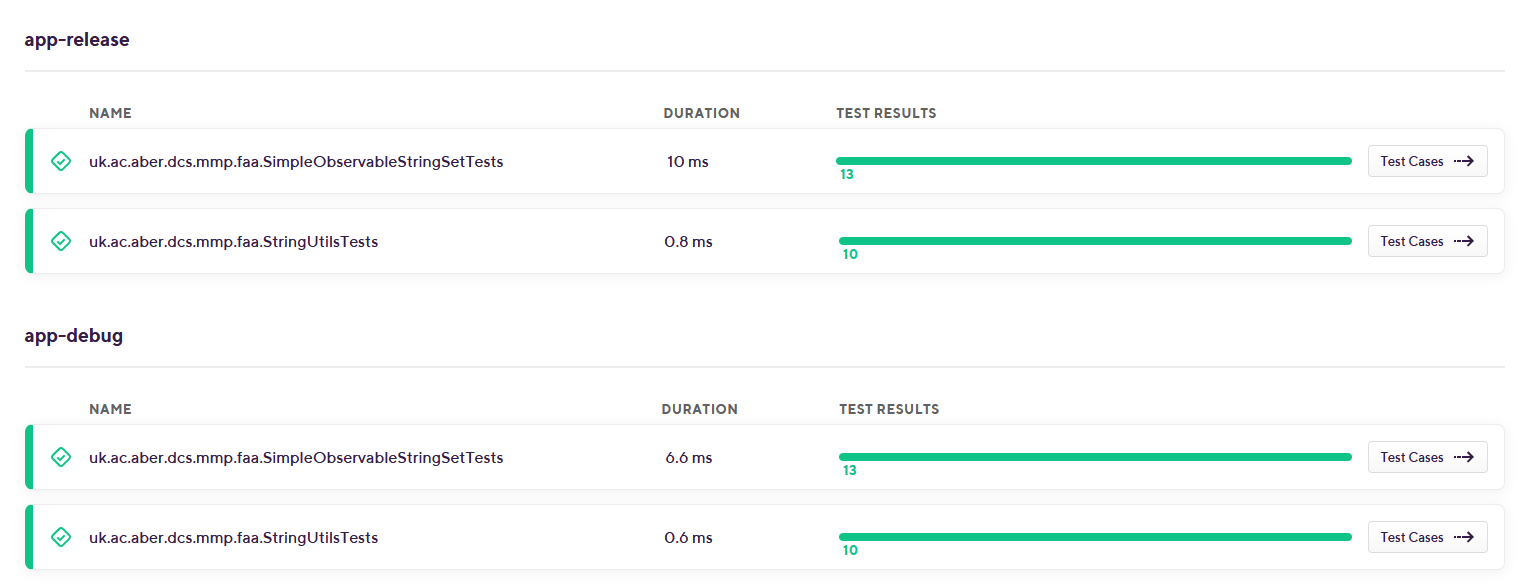 app-release
NAME DURATION TEST RESULTS
uk.ac.aber.dcs.mmp.faa.SimpleObservableStringSetTests 10 ms 13 Test Cases
uk.ac.aber.dcs.mmp.faa.StringUtilsTests 0.8 ms 10 Test Cases
app-debug
NAME DURATION TEST RESULTS
uk.ac.aber.dcs.mmp.faa.SimpleObservableStringSetTests 6.6 ms 13 Test Cases
uk.ac.aber.dcs.mmp.faa.StringUtilsTests 0.6 ms 10 Test Cases